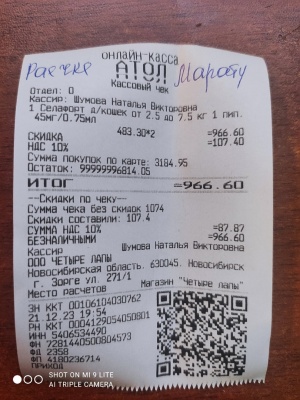 ОНЛАЙН-КАССА
АТОЛ
Марату
Кассовый чек
Отдел: 0
Кассир: Шумова Наталья Викторовна
1 Селафорт д/кошек от 2.5 до 7.5 кг 1 пип.
45мг/0.75мл
483.30*2 =966.60
СКИДКА =107.40
НДС 10%
Сумма покупок по карте: 3184.95
Остаток: 99999996814.05
ИТОГ =966.60
---Скидки по чеку---
Сумма чека без скидок 1074
Скидки составили: 107.4
СУММА НДС 10% =87.87
БЕЗНАЛИЧНЫМИ =966.60
Кассир Шумова Наталья Викторовна
ООО ЧЕТЫРЕ ЛАПЫ
Новосибирская область. 630045. Новосибирск
г. Зорге ул. 271/1
Место расчетов Магазин "Четыре лапы"
ЗН ККТ 00106104030762
21.12.23 19:54
РН ККТ 0004129054050801
ИНН 5406534490
ФН 7281440500804573
ФД 2358
ФП 4180236714
ПРИХОД
SHOT ON MI 9 LITE
AI TRIPLE CAMERA